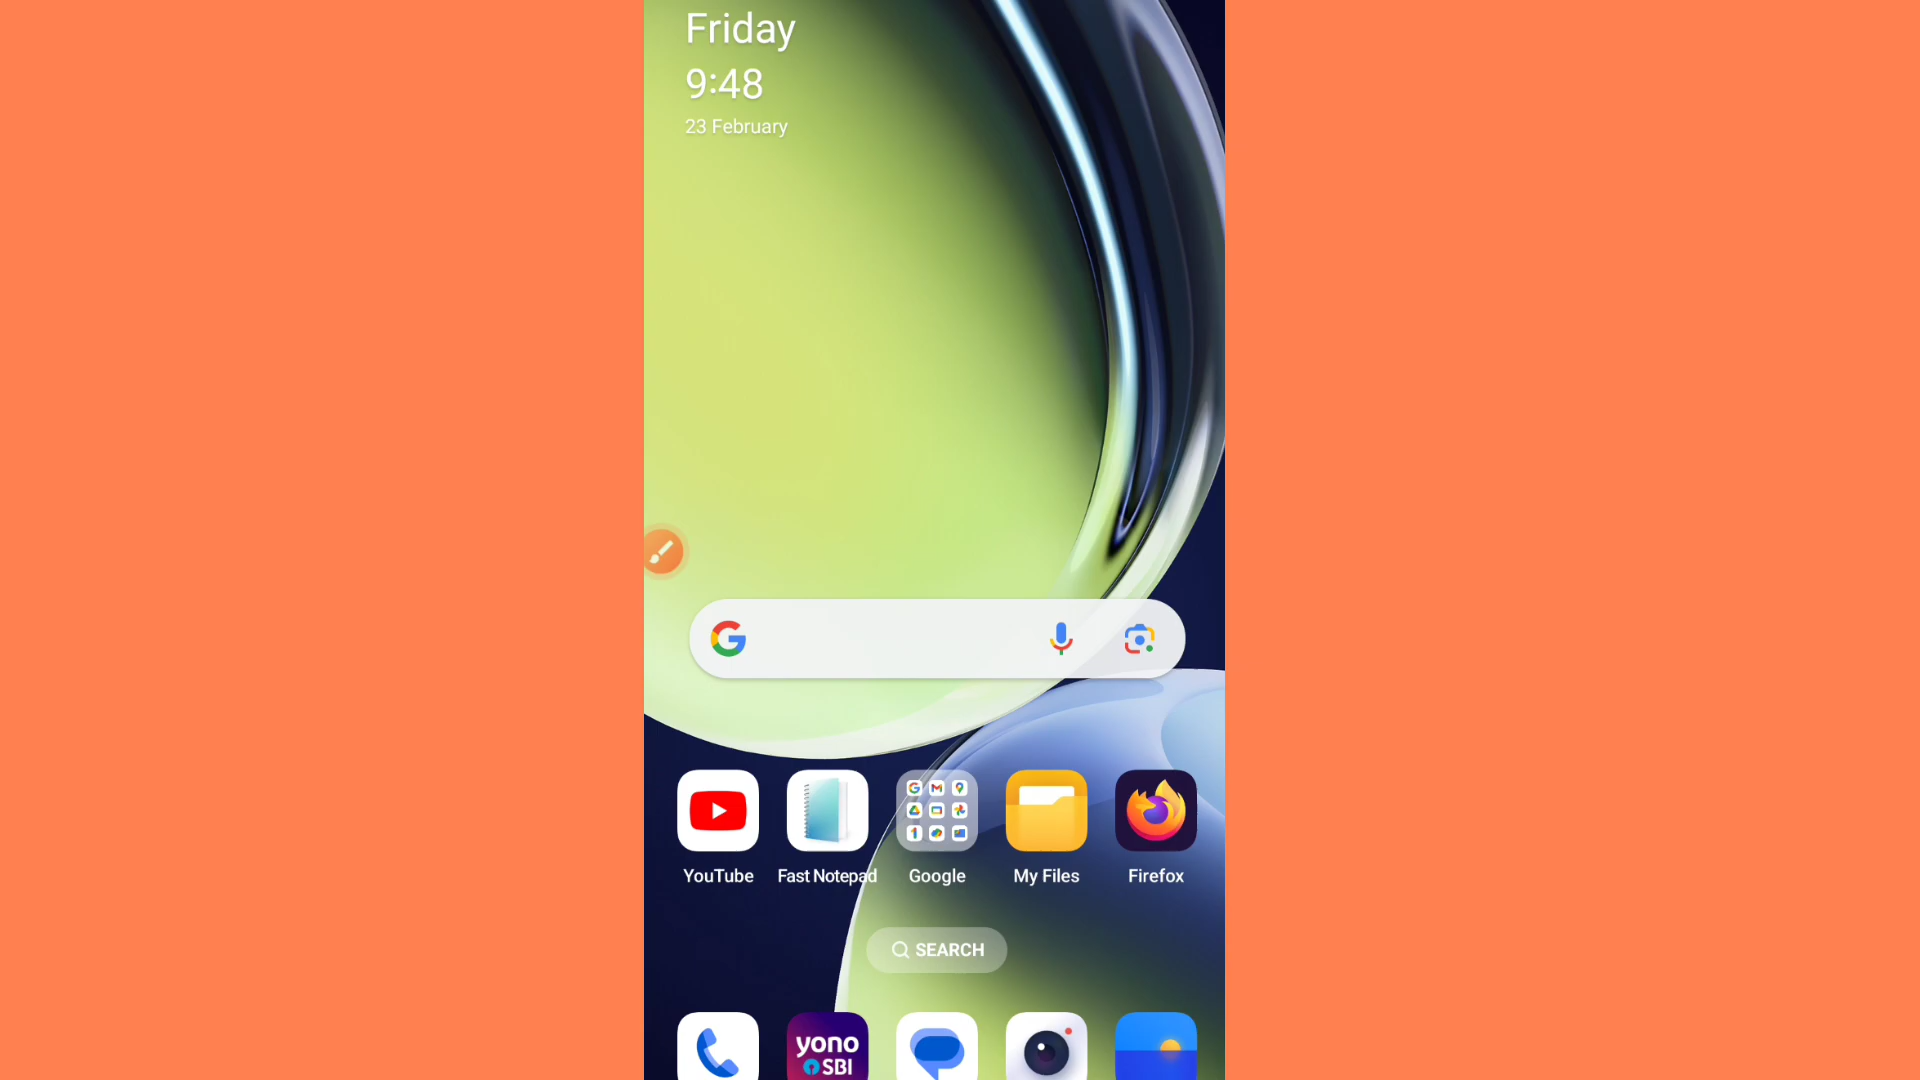 Friday
9:48
23 February
YouTube
Fast Notepad
Google
My Files
Firefox
SEARCH
yono
SBI